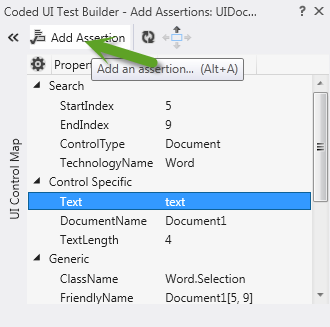 Coded UI Test Builder - Add Assertions: UIDoc...
Add Assertion
Add an assertion... (Alt+A)
Propert
Search
StartIndex 5
EndIndex 9
ControlType Document
TechnologyName Word
Control Specific
Text text
DocumentName Document1
TextLength 4
Generic
ClassName Word.Selection
FriendlyName Document1[5, 9]
UI Control Map